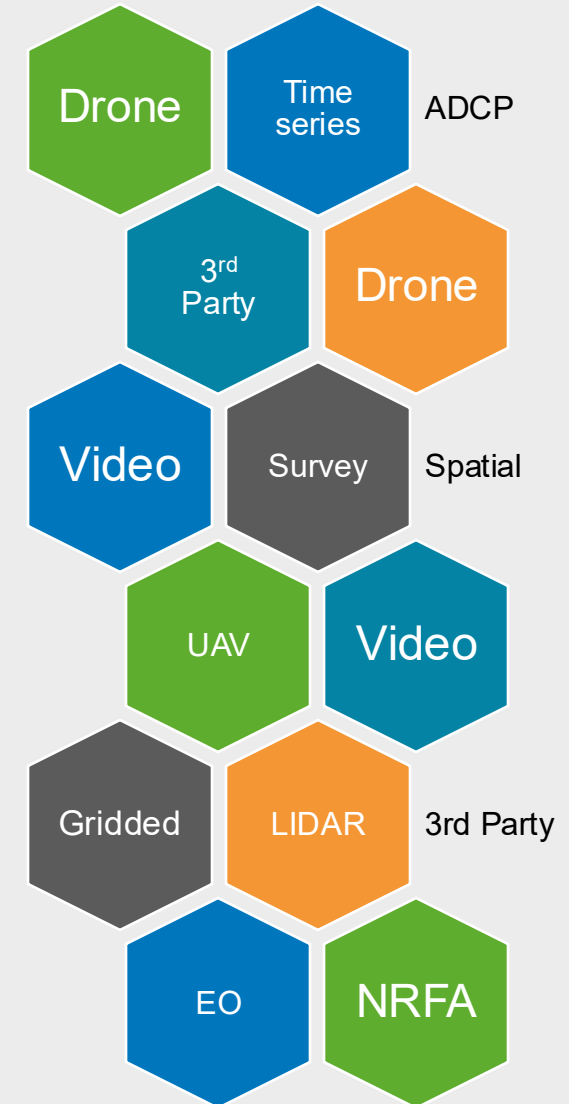 Drone
Time
series
ADCP
3rd
Party
Drone
Video
Survey
Spatial
UAV
Video
Gridded
LIDAR
3rd Party
EO
NRFA